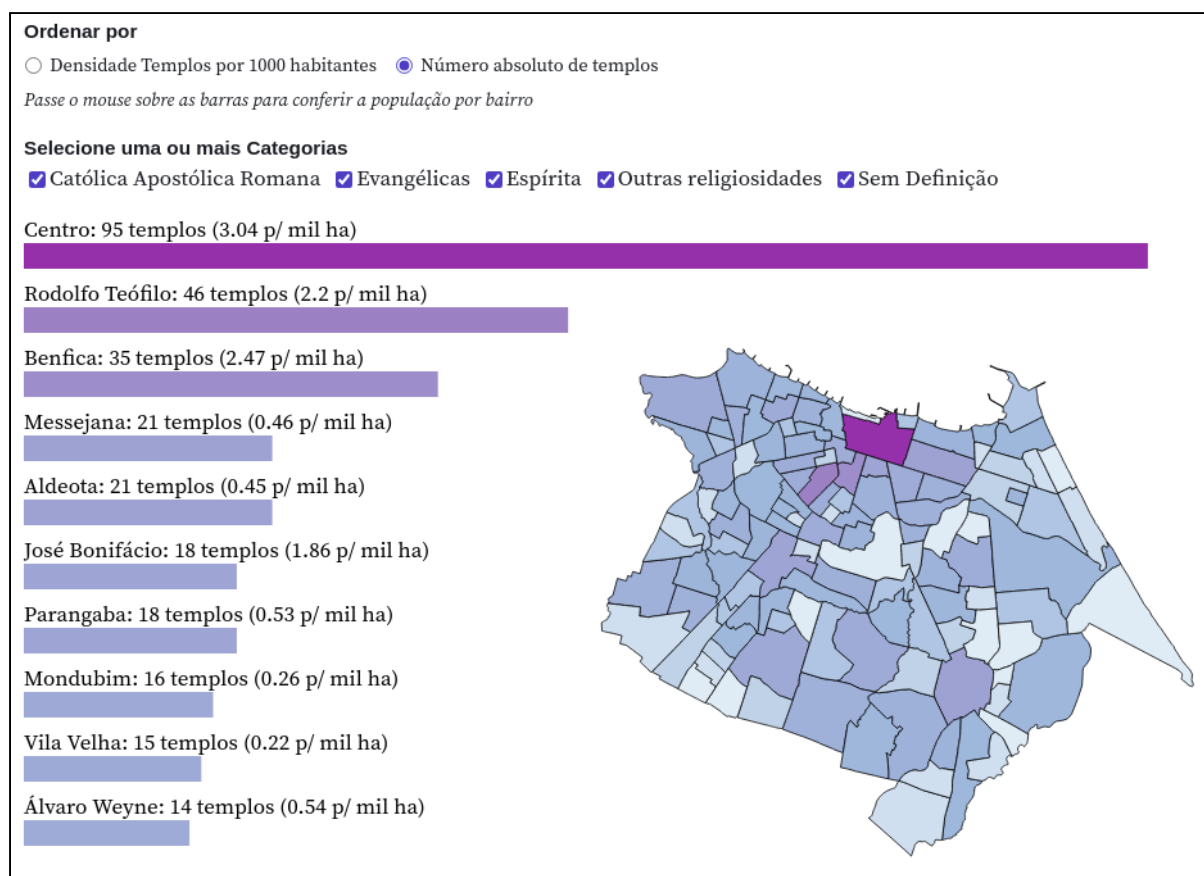 Ordenar por
Densidade Templos por 1000 habitantes Número absoluto de templos
Passe o mouse sobre as barras para conferir a população por bairro
Selecione uma ou mais Categorias
Católica Apostólica Romana Evangélicas Espírita Outras religiosidades Sem Definição
Centro: 95 templos (3.04 p/ mil ha)
Rodolfo Teófilo: 46 templos (2.2 p/ mil ha)
Benfica: 35 templos (2.47 p/ mil ha)
Messejana: 21 templos (0.46 p/ mil ha)
Aldeota: 21 templos (0.45 p/ mil ha)
José Bonifácio: 18 templos (1.86 p/ mil ha)
Parangaba: 18 templos (0.53 p/ mil ha)
Mondubim: 16 templos (0.26 p/ mil ha)
Vila Velha: 15 templos (0.22 p/ mil ha)
Álvaro Weyne: 14 templos (0.54 p/ mil ha)